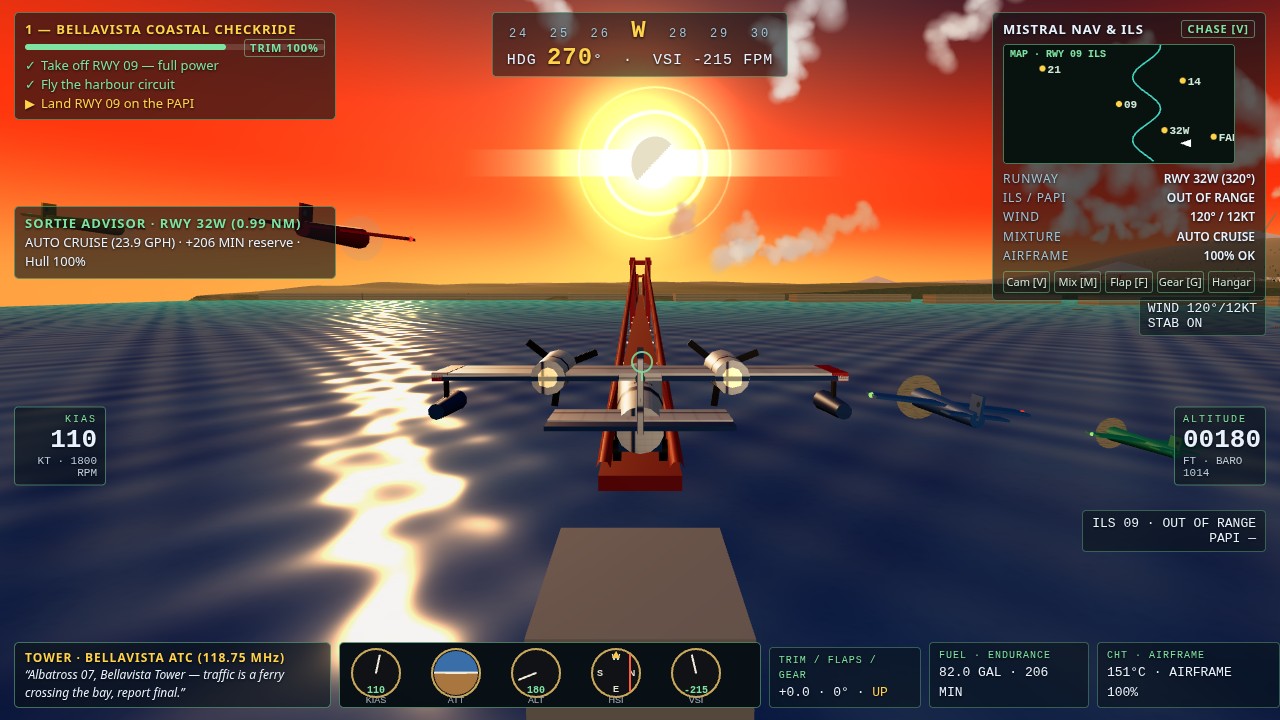 1 — BELLAVISTA COASTAL CHECKRIDE
TRIM 100%
✓ Take off RWY 09 — full power
✓ Fly the harbour circuit
▶ Land RWY 09 on the PAPI
24 25 26 W 28 29 30
HDG 270° · VSI -215 FPM
MISTRAL NAV & ILS
CHASE [V]
MAP · RWY 09 ILS
21
14
09
32W
FAI
RUNWAY RWY 32W (320°)
ILS / PAPI OUT OF RANGE
WIND 120° / 12KT
MIXTURE AUTO CRUISE
AIRFRAME 100% OK
Cam [V] Mix [M] Flap [F] Gear [G] Hangar
WIND 120°/12KT
STAB ON
SORTIE ADVISOR · RWY 32W (0.99 NM)
AUTO CRUISE (23.9 GPH) · +206 MIN reserve ·
Hull 100%
KIAS
110
KT · 1800
RPM
ALTITUDE
00180
FT · BARO
1014
ILS 09 · OUT OF RANGE
PAPI —
TOWER · BELLAVISTA ATC (118.75 MHz)
“Albatross 07, Bellavista Tower — traffic is a ferry
crossing the bay, report final.”
110
KIAS
ATT
180
ALT
W
S N
E
HSI
-215
VSI
TRIM / FLAPS /
GEAR
+0.0 · 0° · UP
FUEL · ENDURANCE
82.0 GAL · 206
MIN
CHT · AIRFRAME
151°C · AIRFRAME
100%